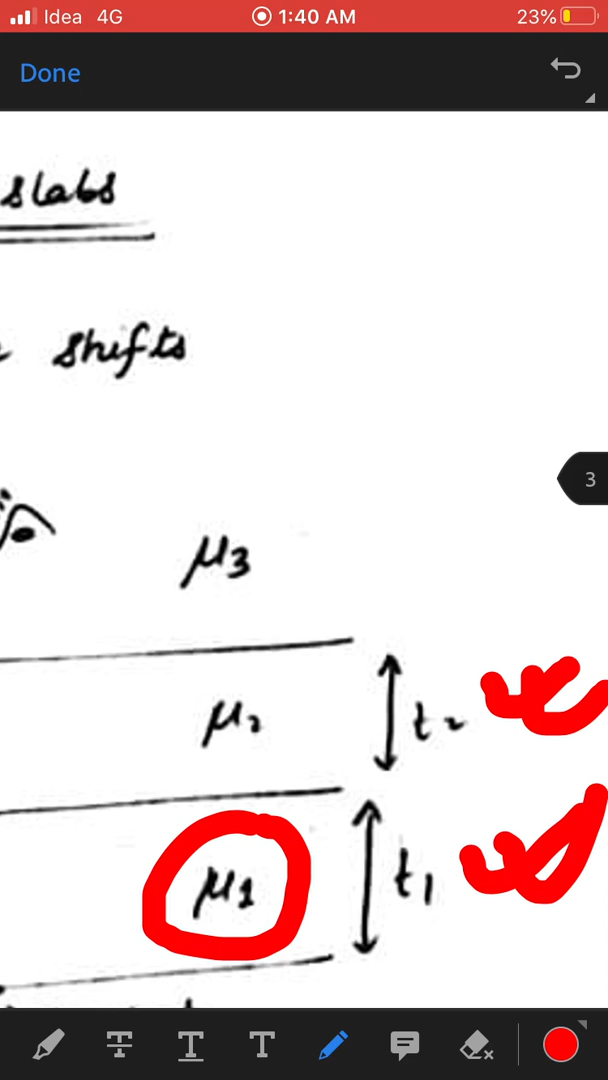 Idea 4G 1:40 AM 23%
Done
slabs
shifts
3
μ3
μ2 t2
μ1 t1
T T T